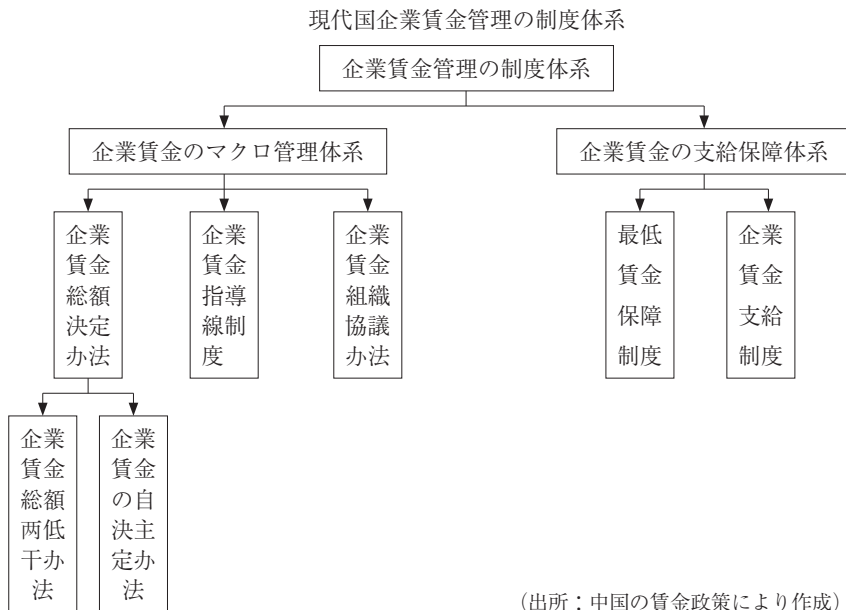 現代国企業賃金管理の制度体系
企業賃金管理の制度体系
企業賃金のマクロ管理体系
企業賃金の支給保障体系
企業
賃金
総額
決定
办法
企業
賃金
指導
線制
度
企業
賃金
組織
協議
办法
最低
賃金
保障
制度
企業
賃金
支給
制度
企業
賃金
総額
两低
干办
法
企業
賃金
の自
決主
定办
法
(出所：中国の賃金政策により作成)